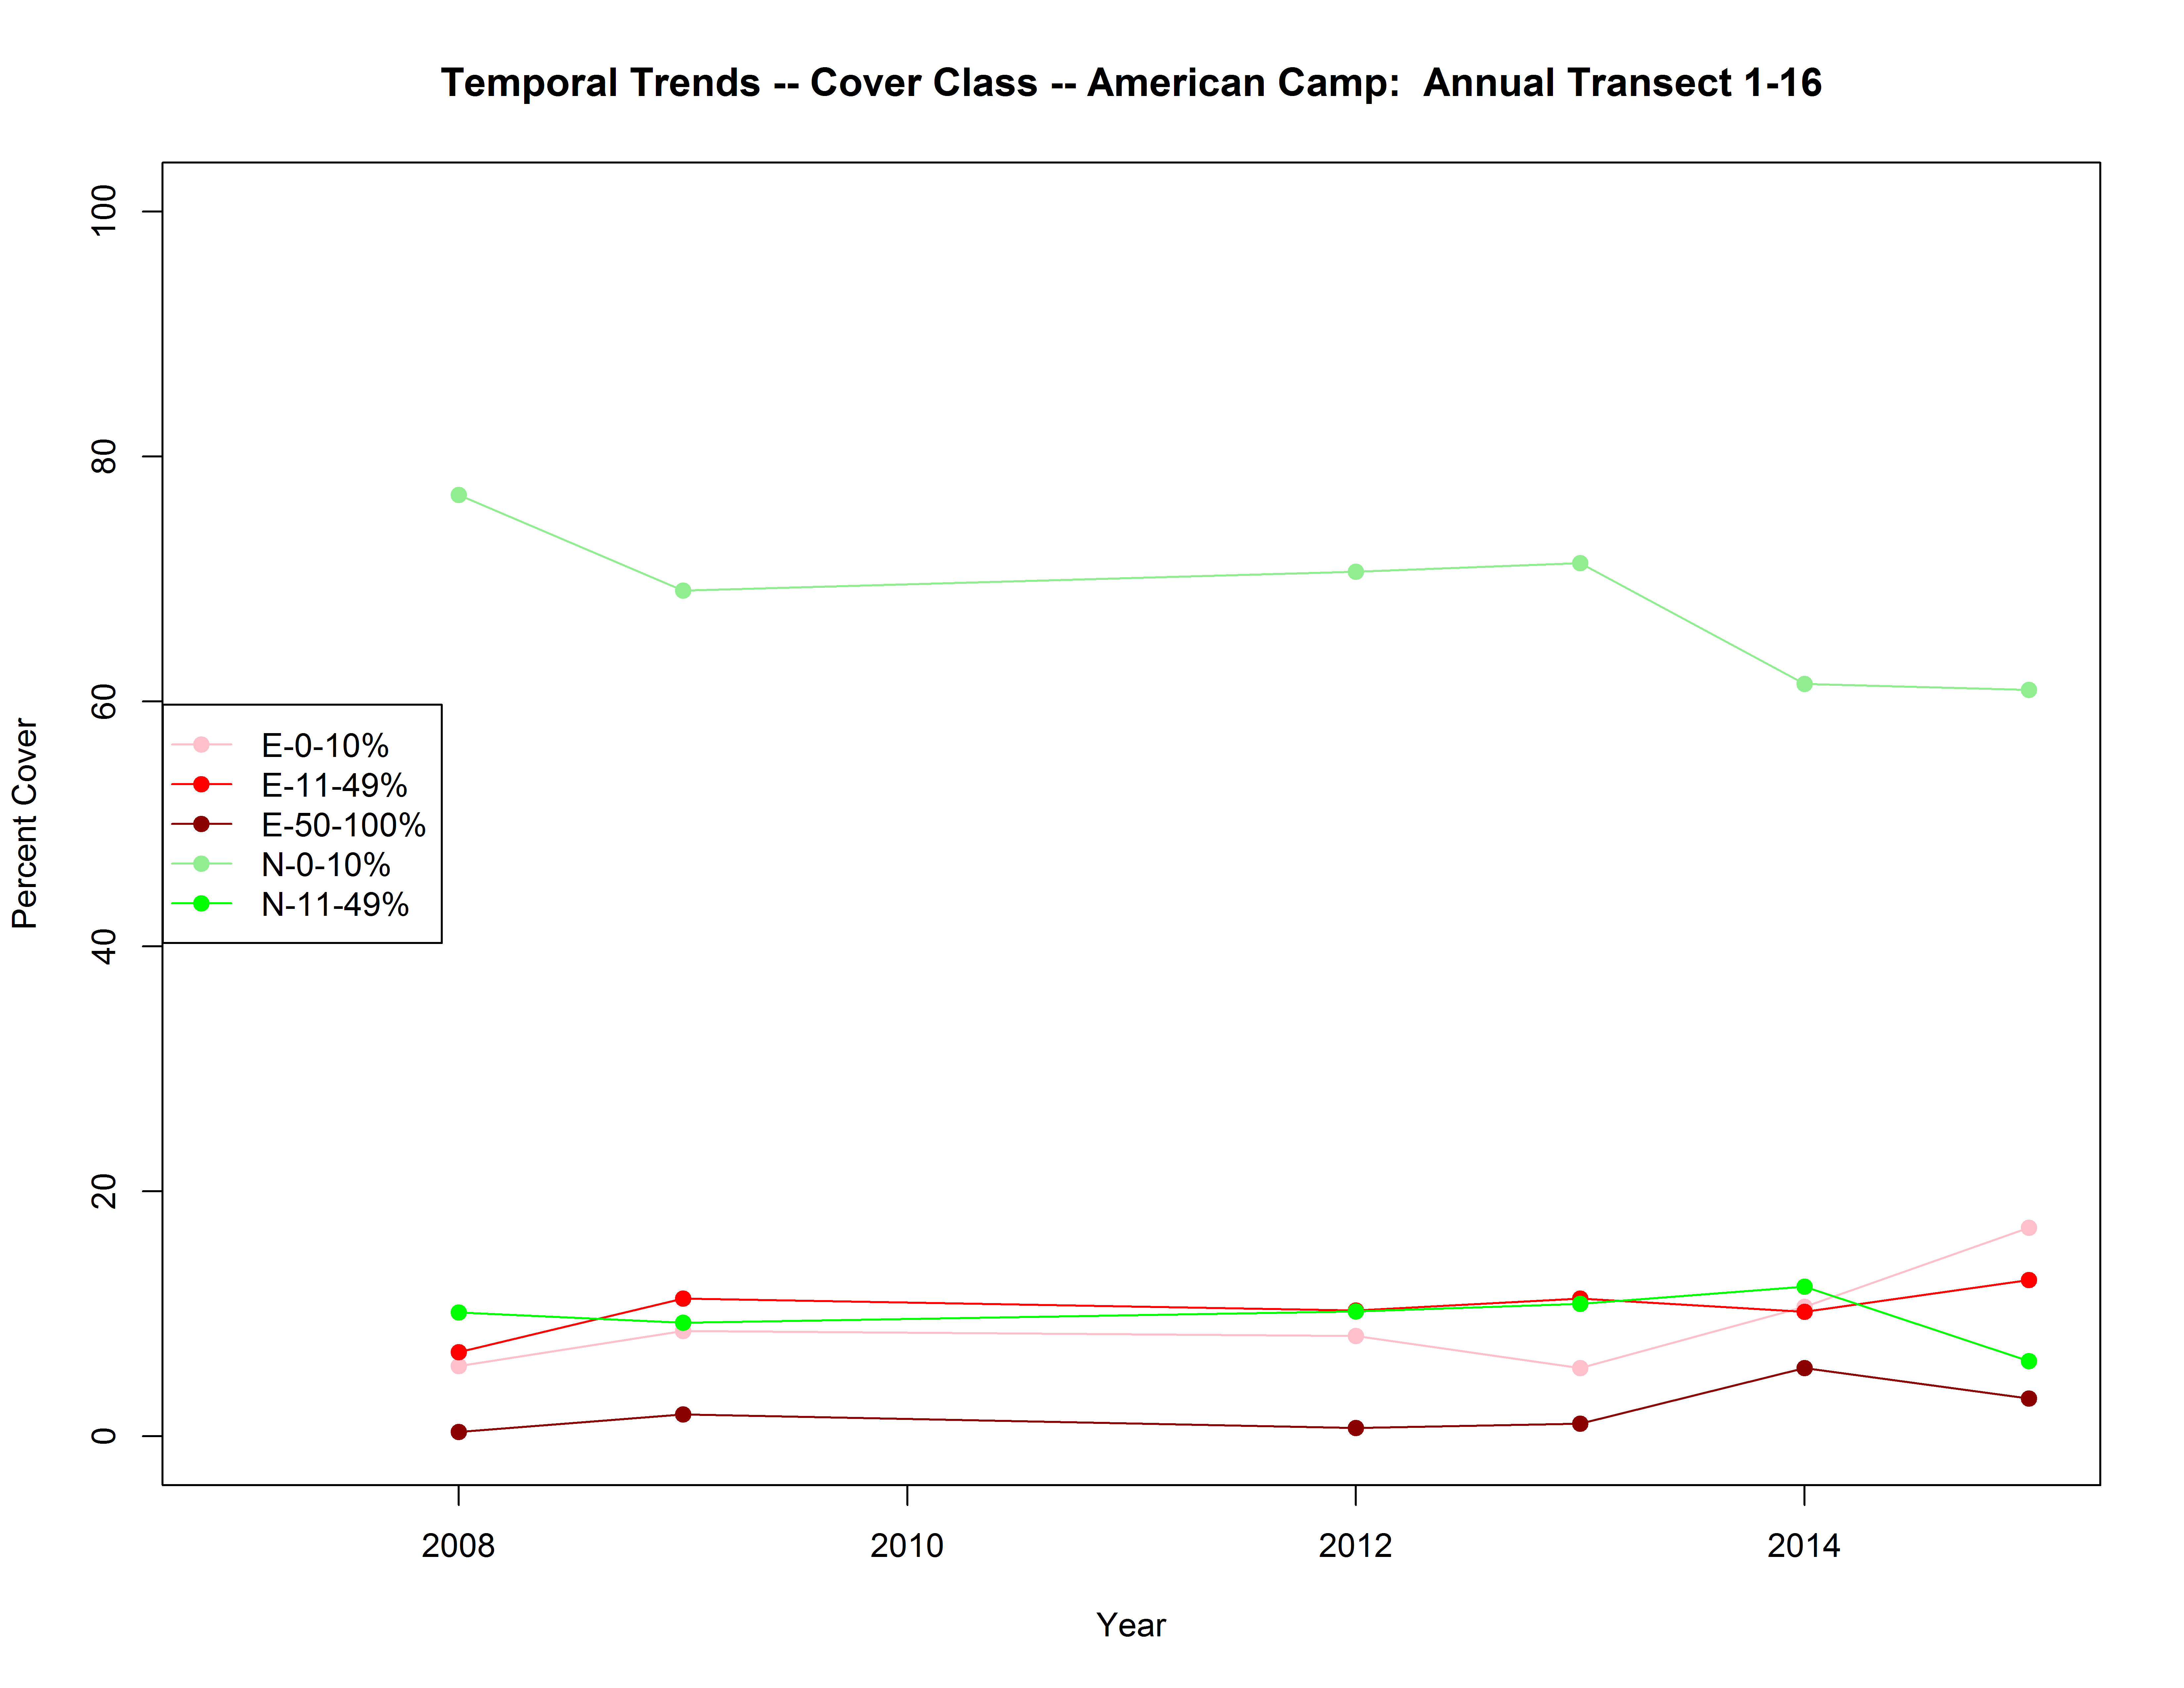 Temporal Trends -- Cover Class -- American Camp:  Annual Transect 1-16
100
80
60
40
20
0
Percent Cover
E-0-10%
E-11-49%
E-50-100%
N-0-10%
N-11-49%
2008 2010 2012 2014
Year